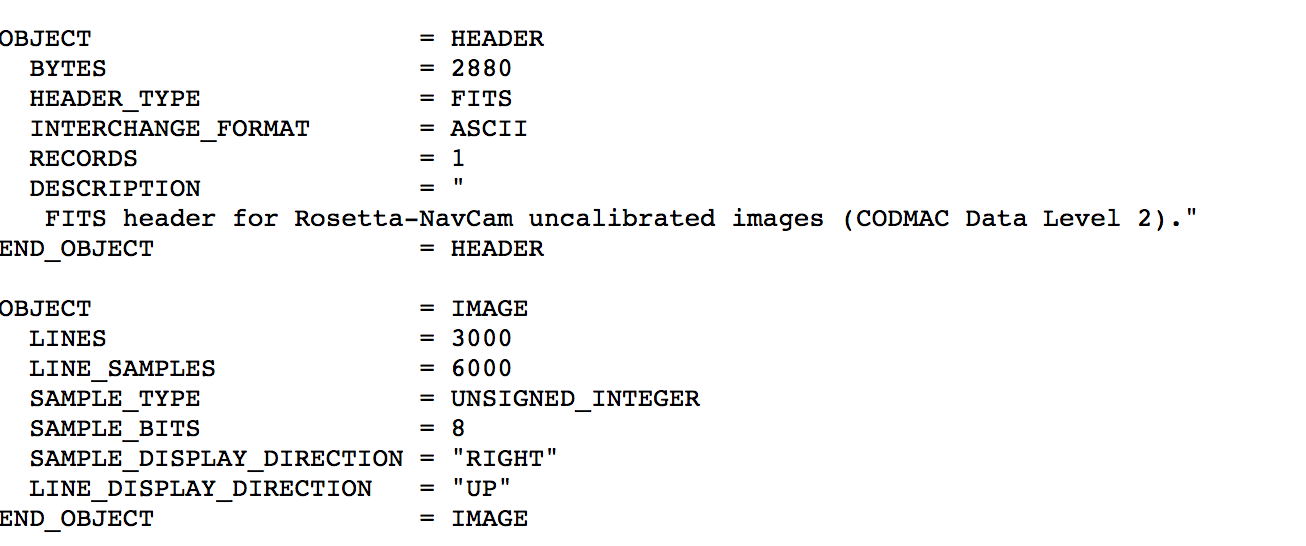 OBJECT = HEADER
BYTES = 2880
HEADER_TYPE = FITS
INTERCHANGE_FORMAT = ASCII
RECORDS = 1
DESCRIPTION = "
FITS header for Rosetta-NavCam uncalibrated images (CODMAC Data Level 2)."
END_OBJECT = HEADER
OBJECT = IMAGE
LINES = 3000
LINE_SAMPLES = 6000
SAMPLE_TYPE = UNSIGNED_INTEGER
SAMPLE_BITS = 8
SAMPLE_DISPLAY_DIRECTION = "RIGHT"
LINE_DISPLAY_DIRECTION = "UP"
END_OBJECT = IMAGE